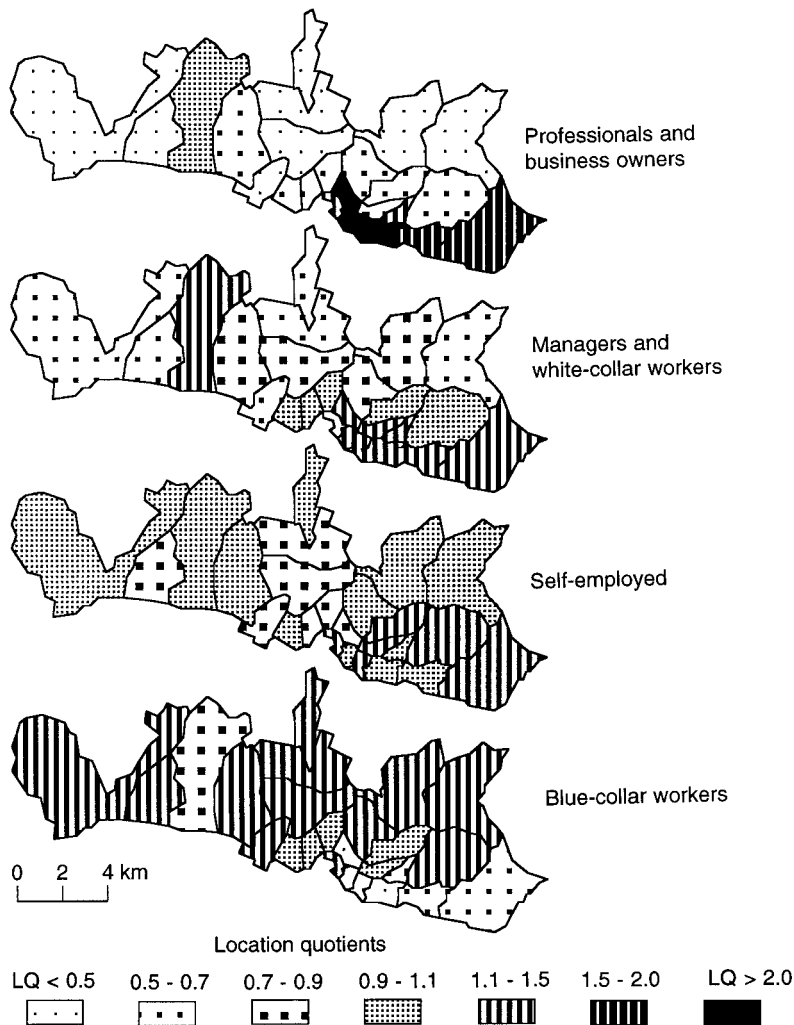 Professionals and
business owners
Managers and
white-collar workers
Self-employed
Blue-collar workers
0 2 4 km
Location quotients
LQ < 0.5 0.5 - 0.7 0.7 - 0.9 0.9 - 1.1 1.1 - 1.5 1.5 - 2.0 LQ > 2.0